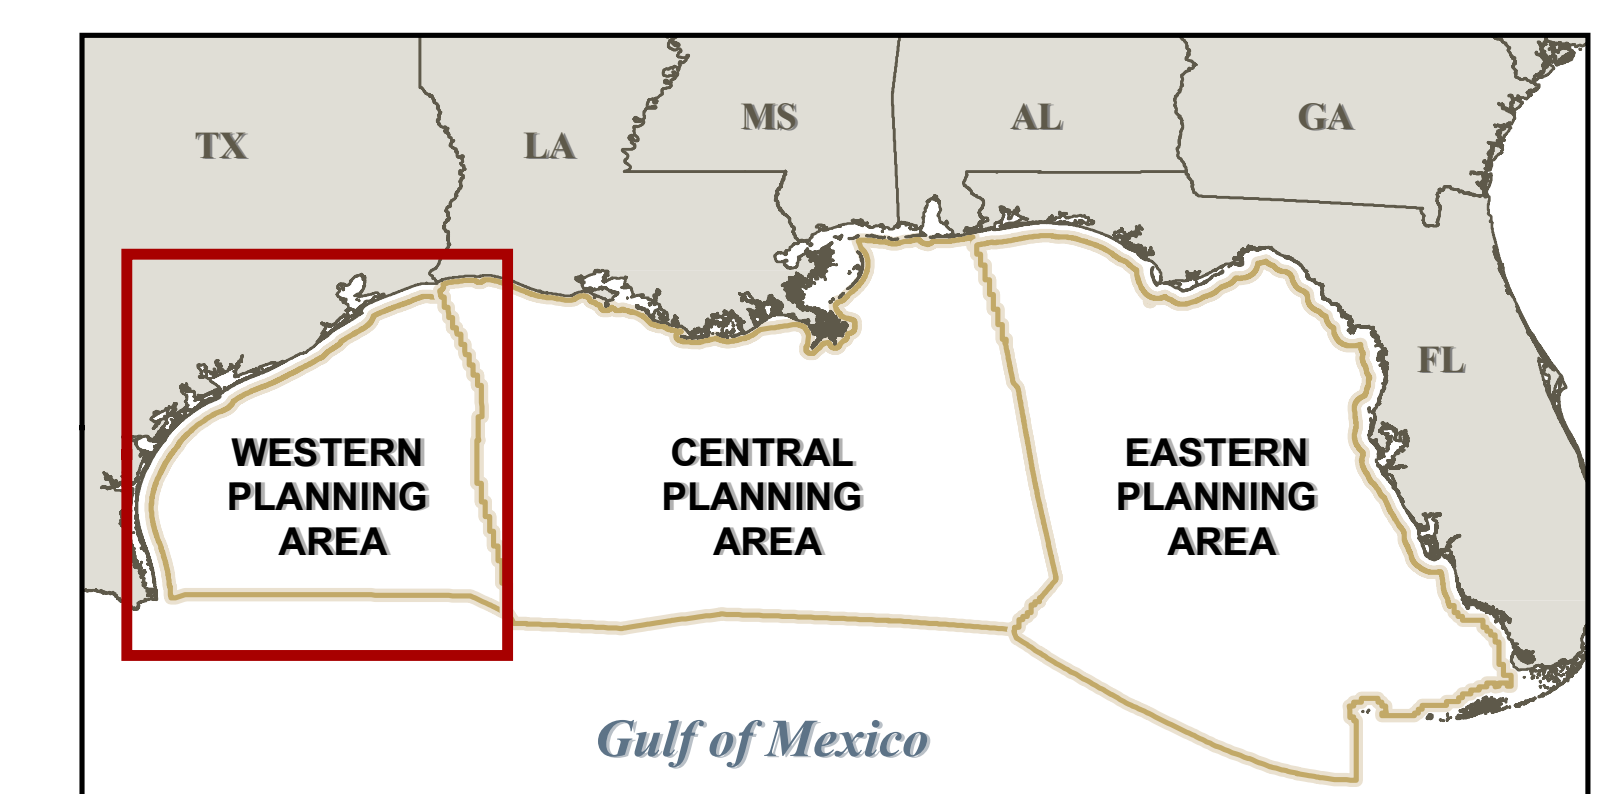 MS
AL
GA
TX
LA
FL
WESTERN
PLANNING
AREA
CENTRAL
PLANNING
AREA
EASTERN
PLANNING
AREA
Gulf of Mexico